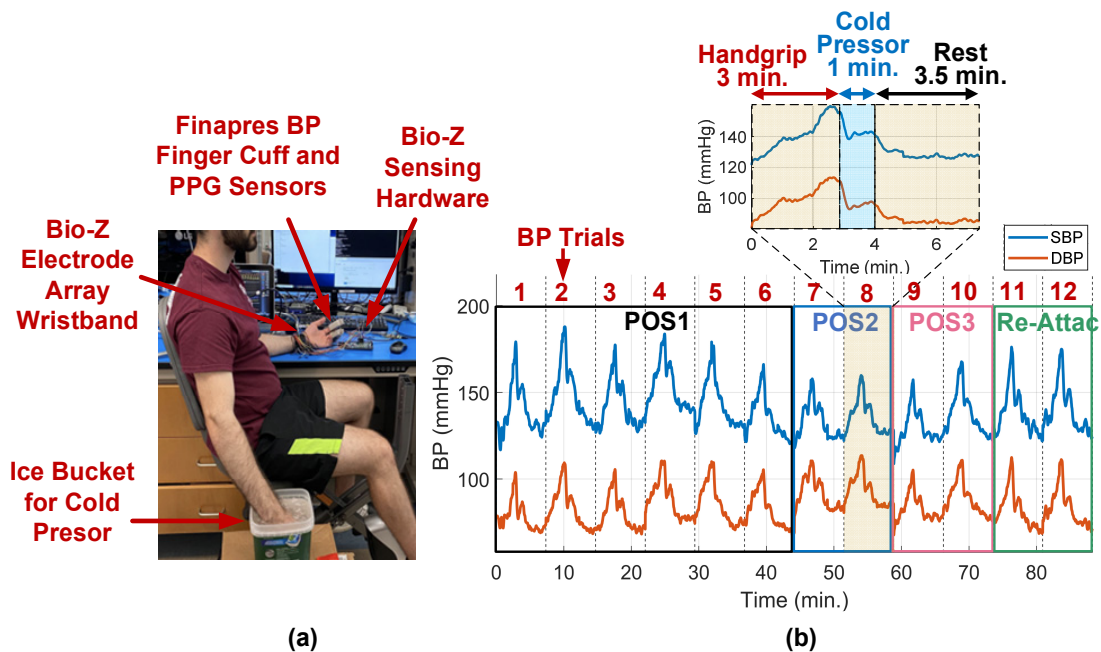 Finapres BP
Finger Cuff and
PPG Sensors
Bio-Z
Sensing
Hardware
Bio-Z
Electrode
Array
Wristband
Ice Bucket
for Cold
Presor
(a)
Handgrip
3 min.
Cold
Pressor
1 min.
Rest
3.5 min.
BP (mmHg)
140
120
100
0 2 4 6
Time (min.)
SBP
DBP
BP Trials
1 2 3 4 5 6 7 8 9 10 11 12
POS1 POS2 POS3 Re-Attac
BP (mmHg)
200
150
100
0 10 20 30 40 50 60 70 80
Time (min.)
(b)